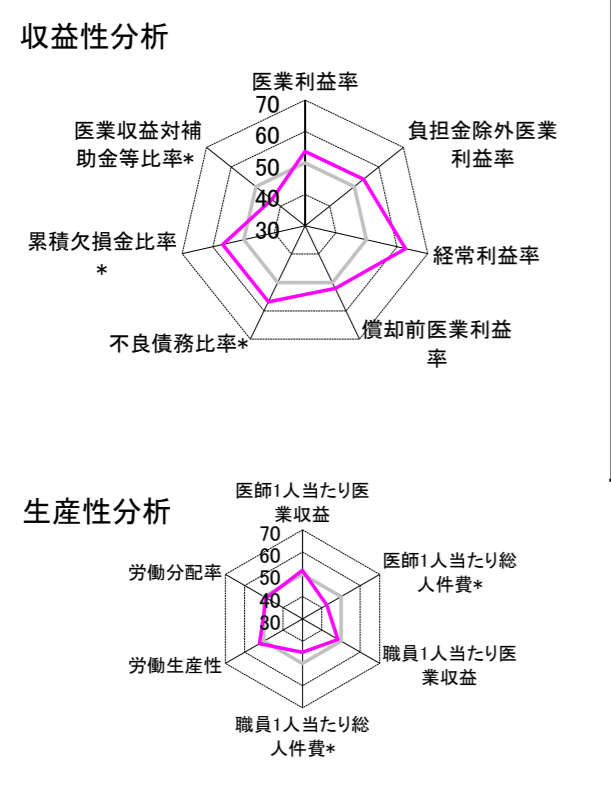 収益性分析
医業利益率
70
60
50
40
30
負担金除外医業
利益率
経常利益率
償却前医業利益
率
不良債務比率*
累積欠損金比率
*
医業収益対補
助金等比率*
生産性分析
医師1人当たり医
業収益
70
60
50
40
30
医師1人当たり総
人件費*
職員1人当たり医
業収益
職員1人当たり総
人件費*
労働生産性
労働分配率